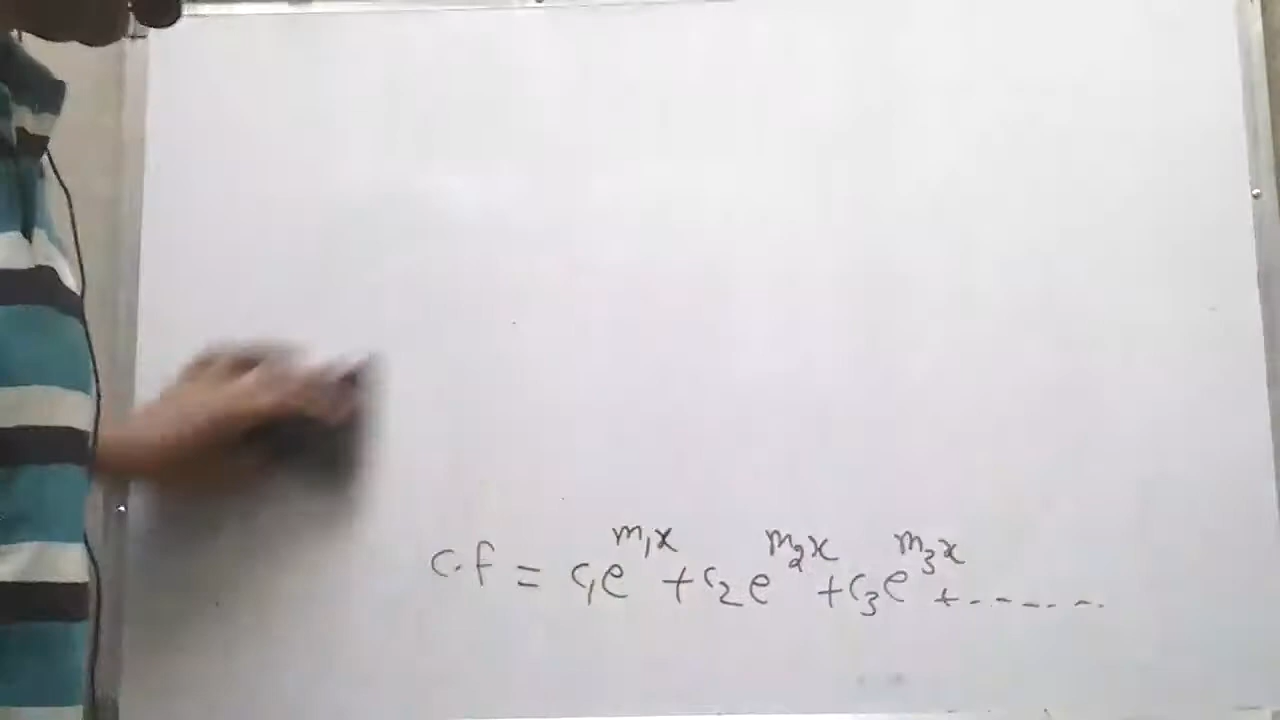 C.f = c₁e^{m₁x} + c₂e^{m₂x} + c₃e^{m₃x} + ------